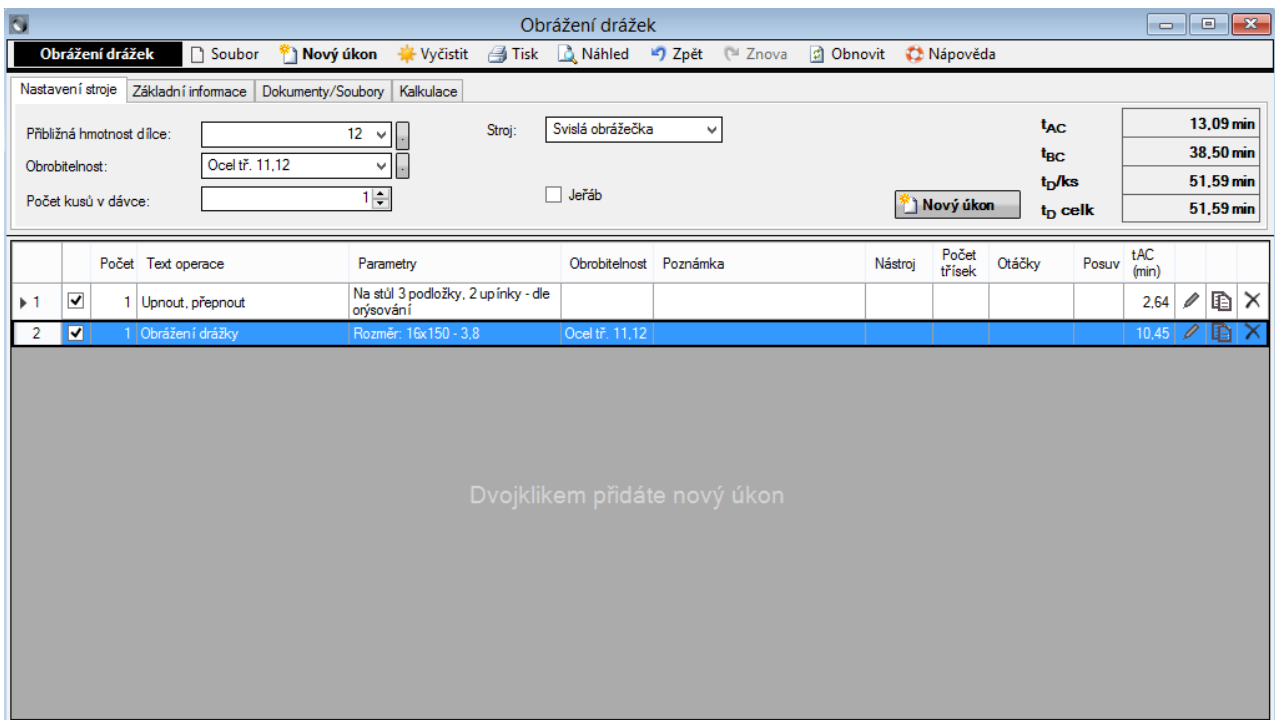 Obrážení drážek
Obrážení drážek Soubor Nový úkon Vyčistit Tisk Náhled Zpět Znova Obnovit Nápověda
Nastavení stroje Základní informace Dokumenty/Soubory Kalkulace
Přibližná hmotnost dílce: 12 . Stroj: Svislá obrážečka tAC 13,09 min
Obrobitelnost: Ocel tř. 11,12 . tBC 38,50 min
Počet kusů v dávce: 1 Jeřáb Nový úkon tD/ks 51,59 min
tD celk 51,59 min
Počet Text operace Parametry Obrobitelnost Poznámka Nástroj Počet třísek Otáčky Posuv tAC (min)
1 1 Upnout, přepnout Na stůl 3 podložky, 2 upínky - dle orýsování 2,64
2 1 Obrážení drážky Rozměr: 16x150 - 3,8 Ocel tř. 11,12 10,45
Dvojklikem přidáte nový úkon